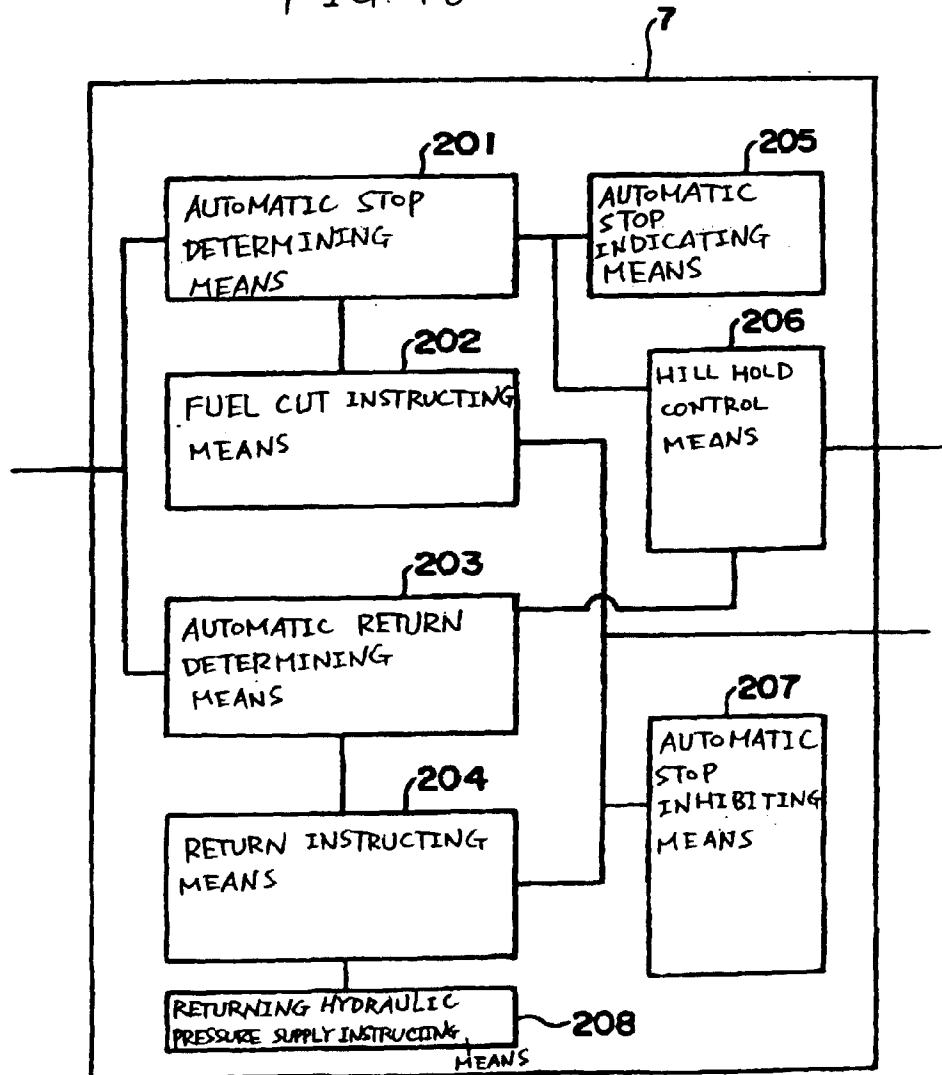 FIG.
7
201
AUTOMATIC STOP
DETERMINING
MEANS
205
AUTOMATIC
STOP
INDICATING
MEANS
202
FUEL CUT INSTRUCTING
MEANS
206
HILL HOLD
CONTROL
MEANS
203
AUTOMATIC RETURN
DETERMINING
MEANS
207
AUTOMATIC
STOP
INHIBITING
MEANS
204
RETURN INSTRUCTING
MEANS
RETURNING HYDRAULIC
PRESSURE SUPPLY INSTRUCTING
MEANS
208